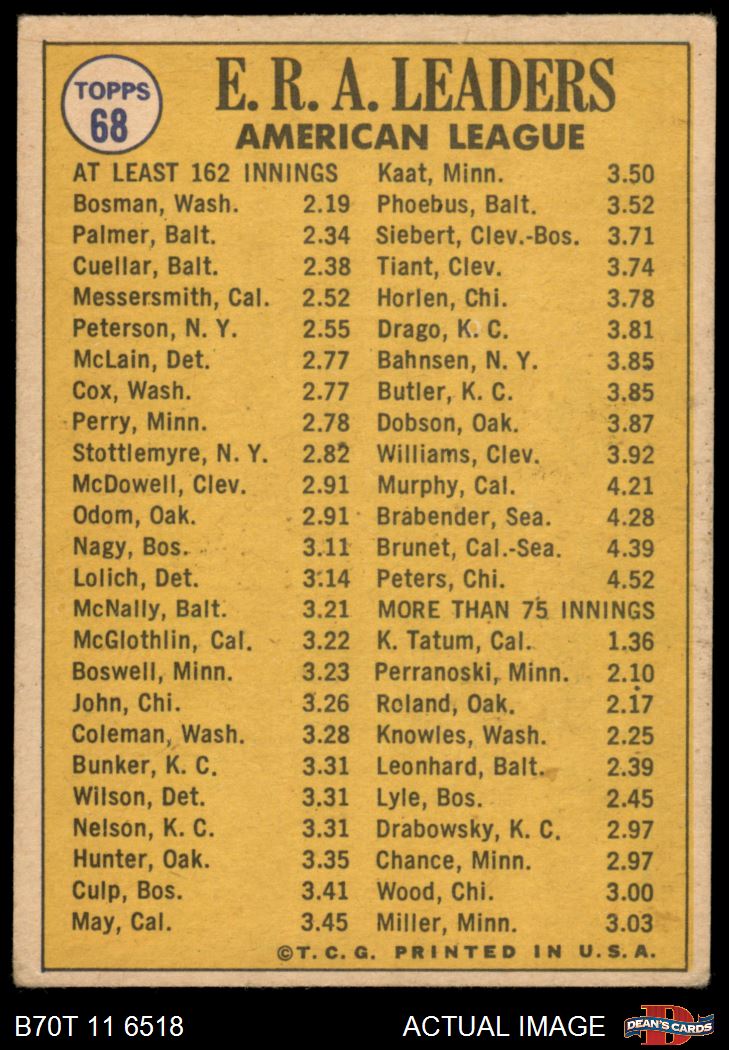 TOPPS
68
E. R. A. LEADERS
AMERICAN LEAGUE
AT LEAST 162 INNINGS
Bosman, Wash. 2.19
Palmer, Balt. 2.34
Cuellar, Balt. 2.38
Messersmith, Cal. 2.52
Peterson, N. Y. 2.55
McLain, Det. 2.77
Cox, Wash. 2.77
Perry, Minn. 2.78
Stottlemyre, N. Y. 2.82
McDowell, Clev. 2.91
Odom, Oak. 2.91
Nagy, Bos. 3.11
Lolich, Det. 3.14
McNally, Balt. 3.21
McGlothlin, Cal. 3.22
Boswell, Minn. 3.23
John, Chi. 3.26
Coleman, Wash. 3.28
Bunker, K. C. 3.31
Wilson, Det. 3.31
Nelson, K. C. 3.31
Hunter, Oak. 3.35
Culp, Bos. 3.41
May, Cal. 3.45
Kaat, Minn. 3.50
Phoebus, Balt. 3.52
Siebert, Clev.-Bos. 3.71
Tiant, Clev. 3.74
Horlen, Chi. 3.78
Drago, K. C. 3.81
Bahnsen, N. Y. 3.85
Butler, K. C. 3.85
Dobson, Oak. 3.87
Williams, Clev. 3.92
Murphy, Cal. 4.21
Brabender, Sea. 4.28
Brunet, Cal.-Sea. 4.39
Peters, Chi. 4.52
MORE THAN 75 INNINGS
K. Tatum, Cal. 1.36
Perranoski, Minn. 2.10
Roland, Oak. 2.17
Knowles, Wash. 2.25
Leonhard, Balt. 2.39
Lyle, Bos. 2.45
Drabowsky, K. C. 2.97
Chance, Minn. 2.97
Wood, Chi. 3.00
Miller, Minn. 3.03
©T. C. G. PRINTED IN U. S. A.
B70T 11 6518 ACTUAL IMAGE
D
DEAN'S CARDS